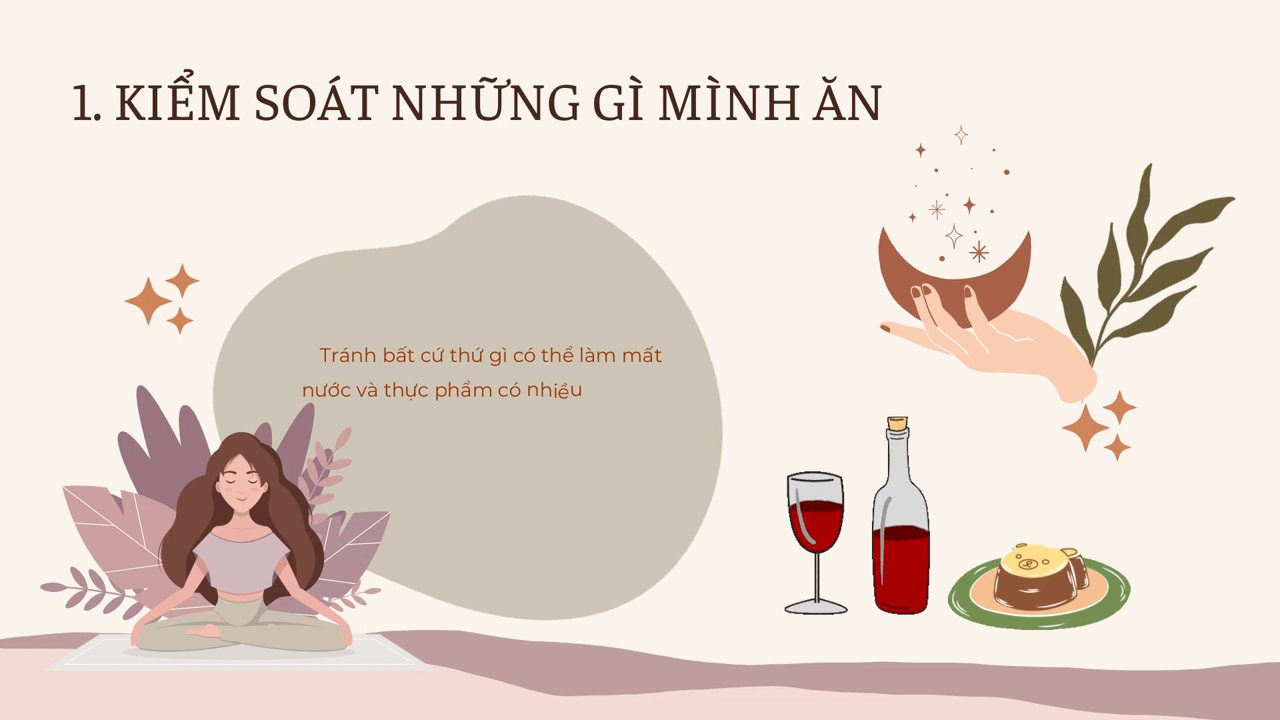 1. KIỂM SOÁT NHỮNG GÌ MÌNH ĂN
Tránh bất cứ thứ gì có thể làm mất
nước và thực phẩm có nhiều